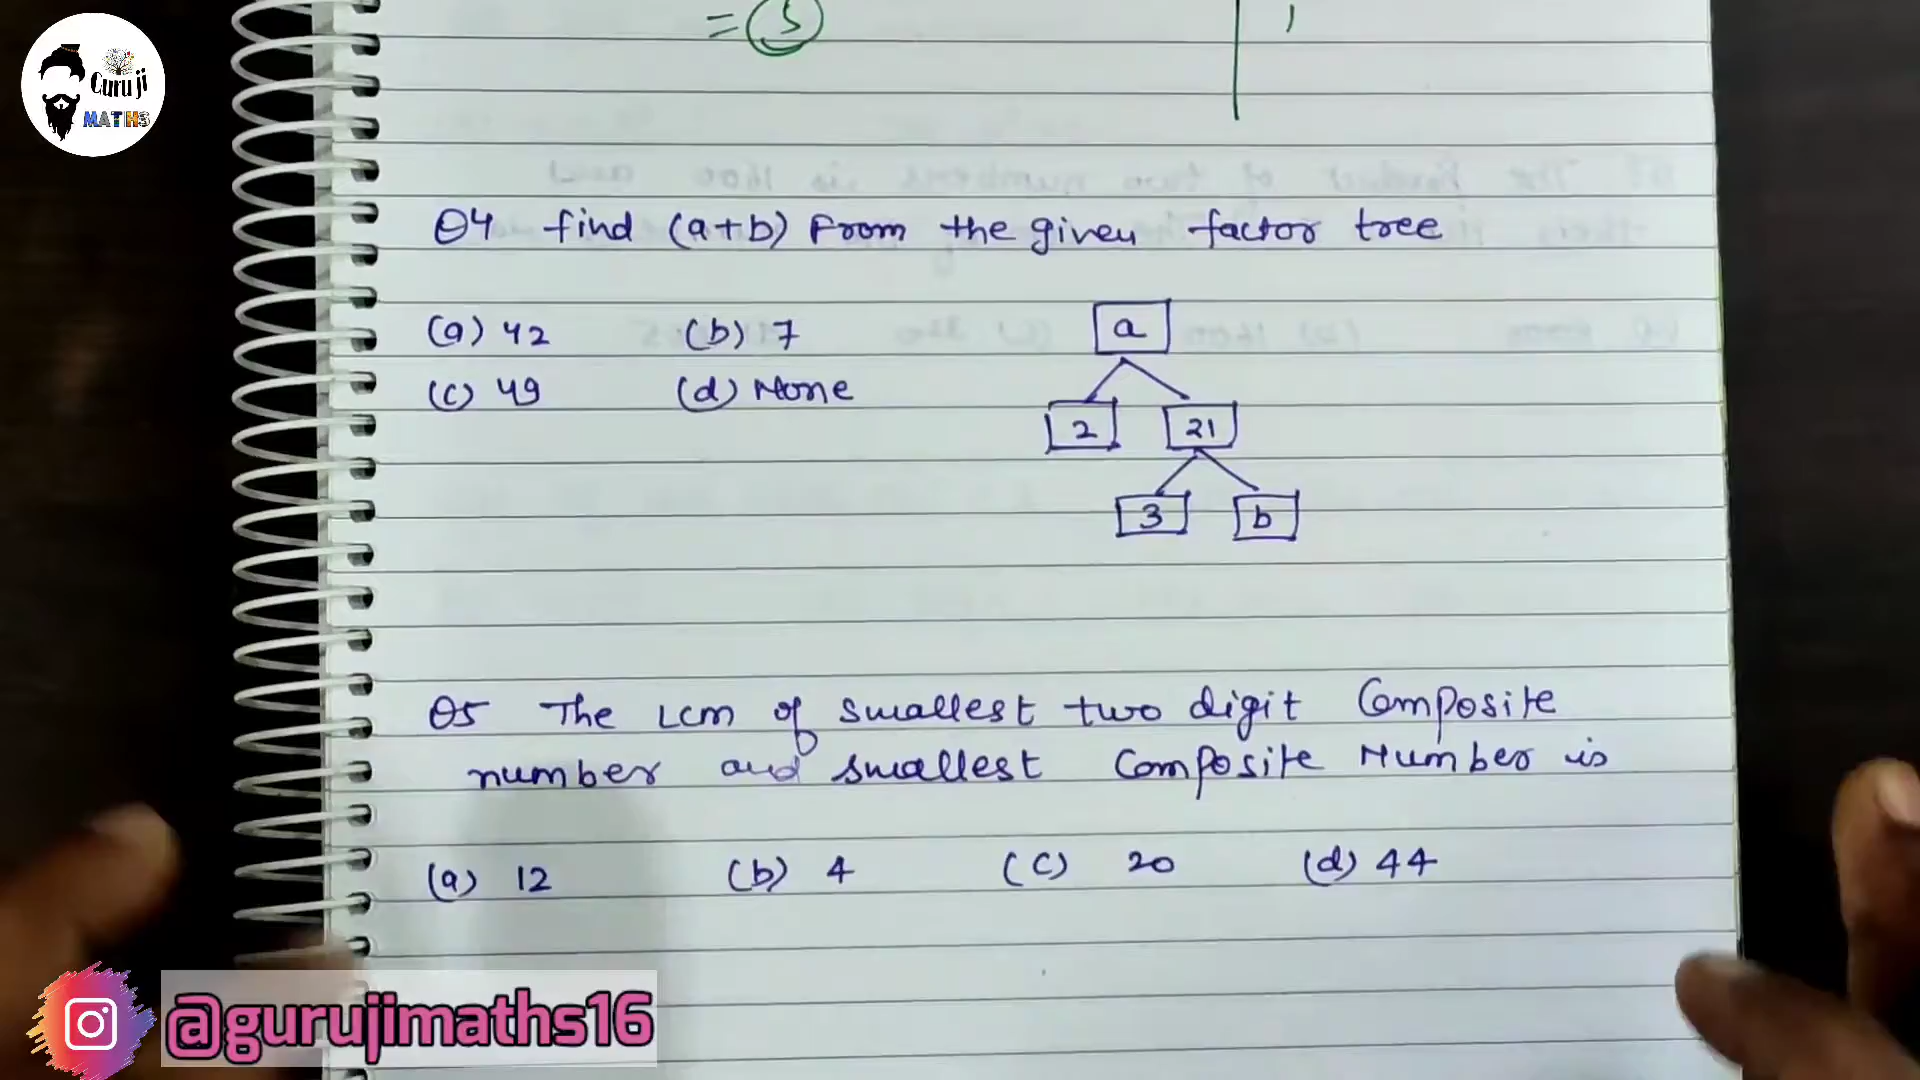 = 5
Guru ji
MATHS
Q4 find (a+b) From the given factor tree
(a) 42 (b) 7
(c) 49 (d) None
a
2 21
3 b
Q5 The LCM of smallest two digit Composite
number and smallest Composite Number is
(a) 12 (b) 4 (c) 20 (d) 44
@gurujimaths16